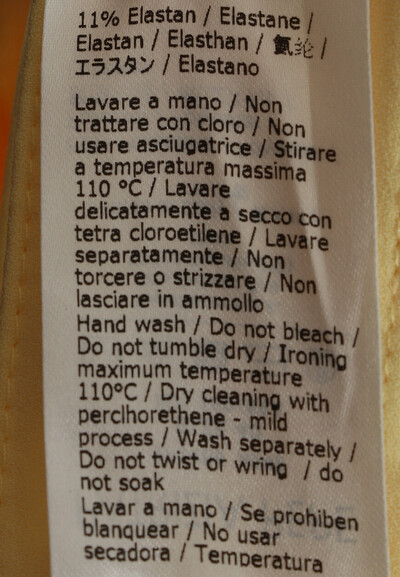 11% Elastan / Elastane /
Elastan / Elasthan / 氨纶 /
エラスタン / Elastano
Lavare a mano / Non
trattare con cloro / Non
usare asciugatrice / Stirare
a temperatura massima
110 °C / Lavare
delicatamente a secco con
tetra cloroetilene / Lavare
separatamente / Non
torcere o strizzare / Non
lasciare in ammollo
Hand wash / Do not bleach /
Do not tumble dry / Ironing
maximum temperature
110°C / Dry cleaning with
perclhorethene - mild
process / Wash separately /
Do not twist or wring / do
not soak
Lavar a mano / Se prohiben
blanquear / No usar
secadora / Temperatura